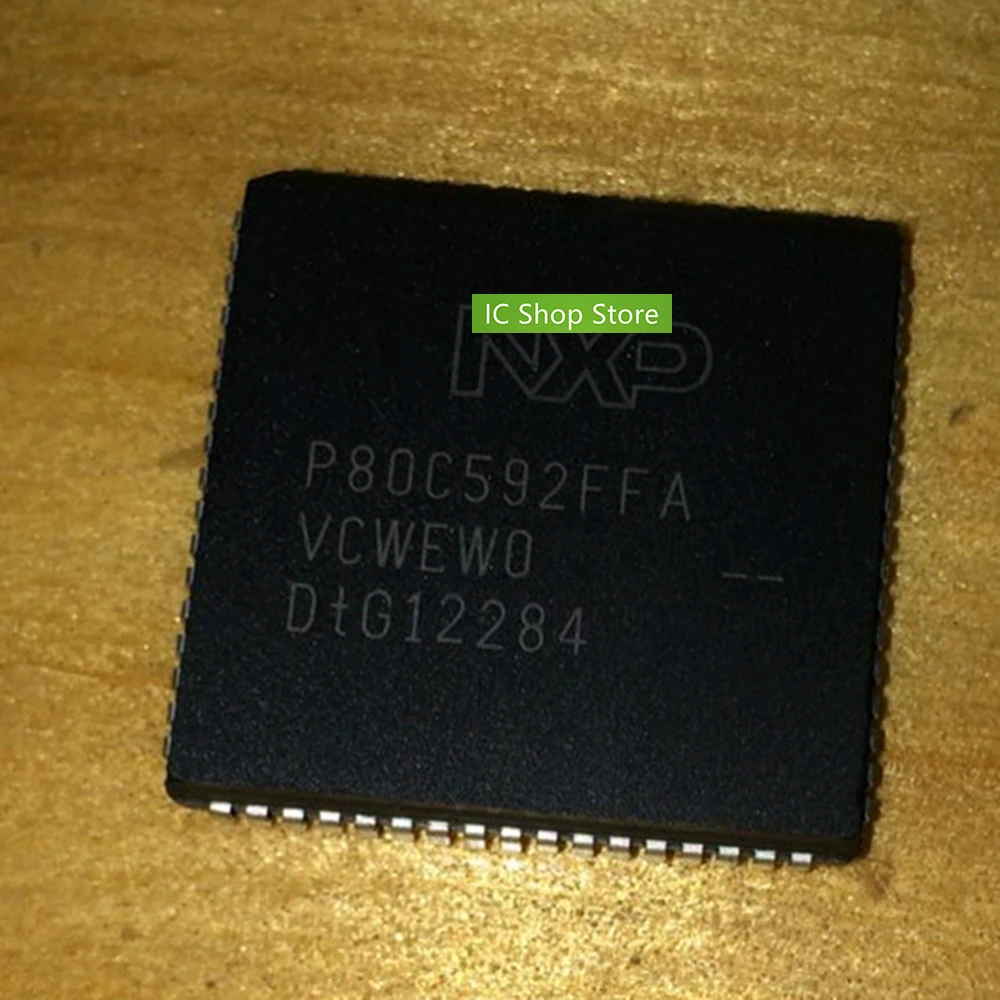 IC Shop Store
NXP
P80C592FFA
VCWEW0
DtG12284